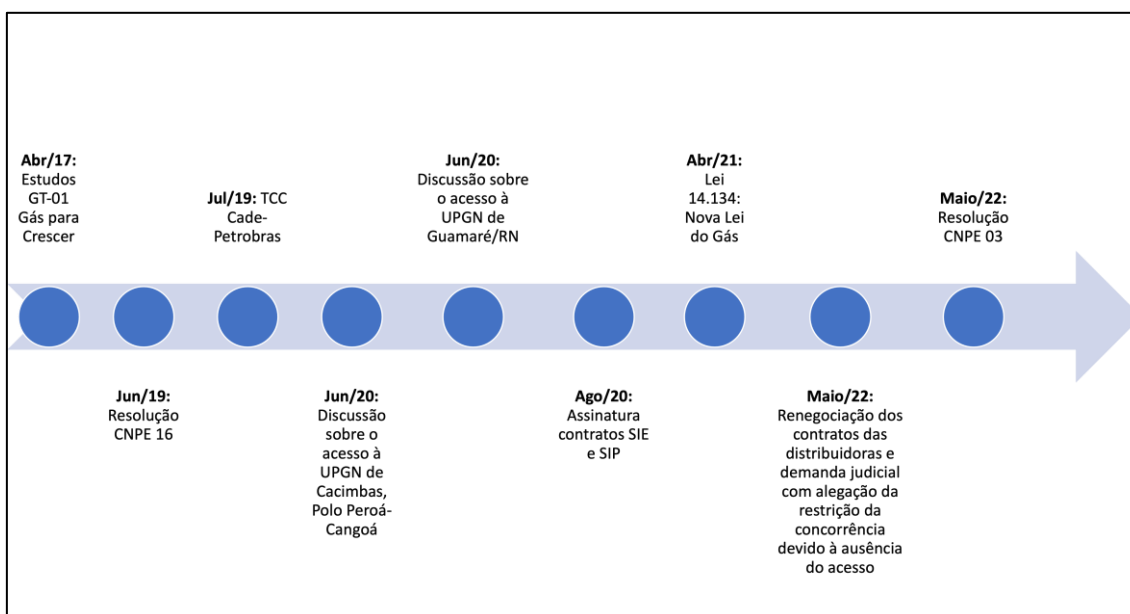 Abr/17:
Estudos
GT-01
Gás para
Crescer
Jun/19:
Resolução
CNPE 16
Jul/19: TCC
Cade-
Petrobras
Jun/20:
Discussão
sobre o
acesso à
UPGN de
Cacimbas,
Polo Peroá-
Cangoá
Jun/20:
Discussão sobre
o acesso à
UPGN de
Guamaré/RN
Ago/20:
Assinatura
contratos SIE
e SIP
Abr/21:
Lei
14.134:
Nova Lei
do Gás
Maio/22:
Renegociação dos
contratos das
distribuidoras e
demanda judicial
com alegação da
restrição da
concorrência
devido à ausência
do acesso
Maio/22:
Resolução
CNPE 03